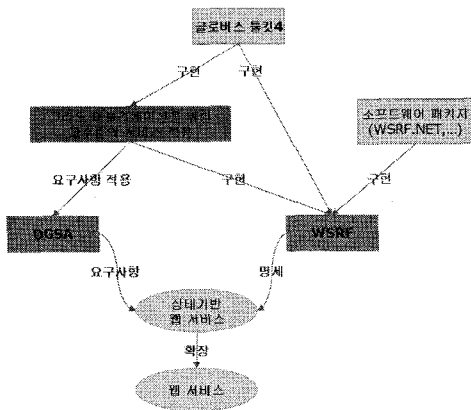 글로버스 툴킷4
구현
구현
소프트웨어 패키지
(WSRF.NET,...)
요구사항 적용
구현
구현
OGSA
WSRF
요구사항
명세
상태기반
웹 서비스
확장
웹 서비스